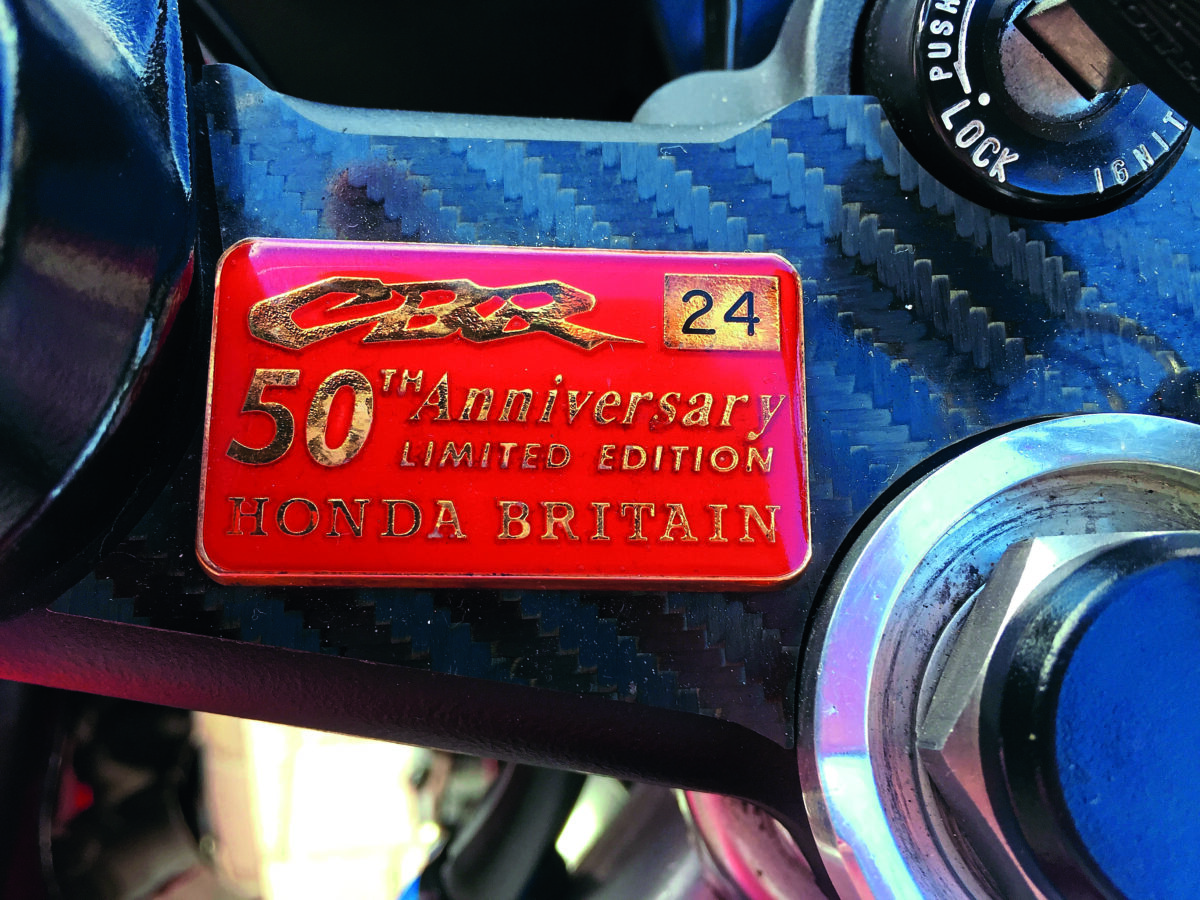 PUSH
LOCK
IGNIT
CBR 24
50TH Anniversary
LIMITED EDITION
HONDA BRITAIN